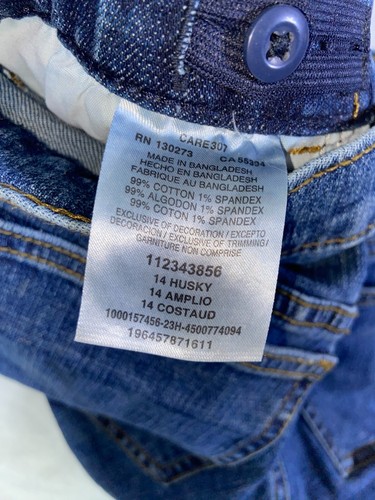 CARE307
RN 130273 CA 55354
MADE IN BANGLADESH
HECHO EN BANGLADESH
FABRIQUE AU BANGLADESH
99% COTTON 1% SPANDEX
99% ALGODON 1% SPANDEX
99% COTON 1% SPANDEX
EXCLUSIVE OF DECORATION / EXCEPTO
DECORACIÓN / EXCLUSIVE OF TRIMMING /
GARNITURE NON COMPRISE
112343856
14 HUSKY
14 AMPLIO
14 COSTAUD
1000157456-23H-4500774094
196457871611